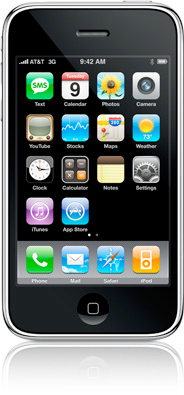 AT&T 3G 9:42 AM
SMS Tuesday
9
Text Calendar Photos Camera
280
73°
YouTube Stocks Maps Weather
Clock Calculator Notes Settings
iTunes App Store
Phone Mail Safari iPod